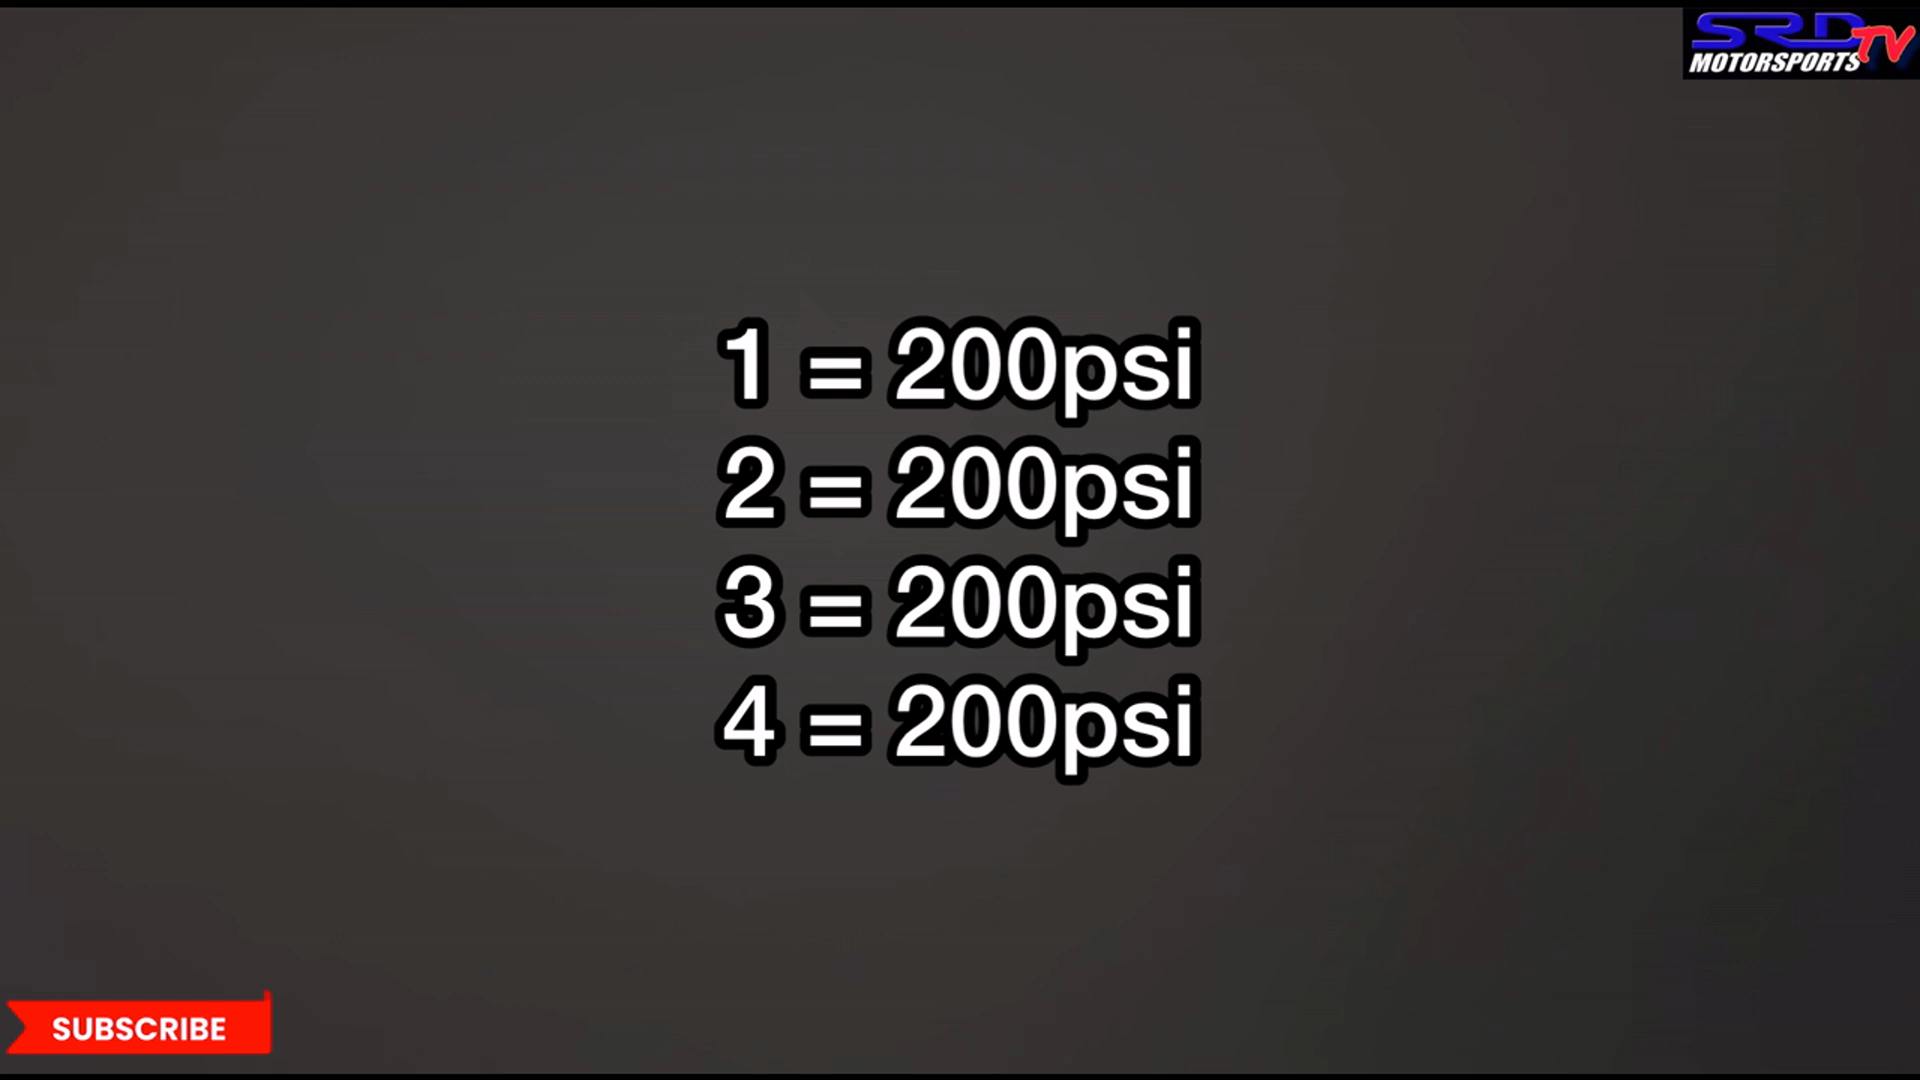 SRD TV
MOTORSPORTS
1 = 200psi
2 = 200psi
3 = 200psi
4 = 200psi
SUBSCRIBE